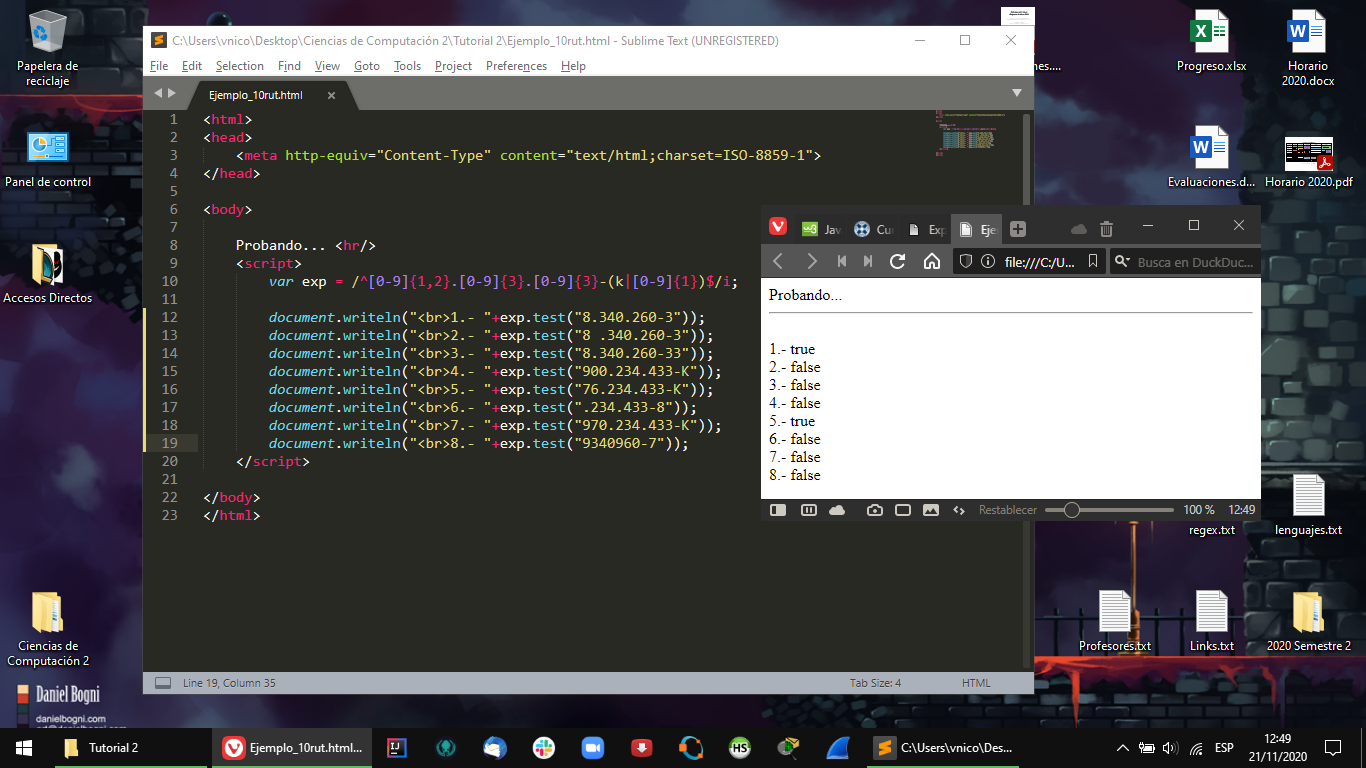 Papelera de
reciclaje
Panel de control
Accesos Directos
Ciencias de
Computación 2
Daniel Bogni
danielbogni.com
C:\Users\vnico\Desktop\Ciencias de Computación 2\Tutorial 2\Ejemplo_10rut.html - Sublime Text (UNREGISTERED)
File Edit Selection Find View Goto Tools Project Preferences Help
Ejemplo_10rut.html
1 <html>
2 <head>
3 <meta http-equiv="Content-Type" content="text/html;charset=ISO-8859-1">
4 </head>
5
6 <body>
7
8 Probando... <hr/>
9 <script>
10 var exp = /^[0-9]{1,2}.[0-9]{3}.[0-9]{3}-(k|[0-9]{1})$/i;
11
12 document.writeln("<br>1.- "+exp.test("8.340.260-3"));
13 document.writeln("<br>2.- "+exp.test("8 .340.260-3"));
14 document.writeln("<br>3.- "+exp.test("8.340.260-33"));
15 document.writeln("<br>4.- "+exp.test("900.234.433-K"));
16 document.writeln("<br>5.- "+exp.test("76.234.433-K"));
17 document.writeln("<br>6.- "+exp.test(".234.433-8"));
18 document.writeln("<br>7.- "+exp.test("970.234.433-K"));
19 document.writeln("<br>8.- "+exp.test("9340960-7"));
20 </script>
21
22 </body>
23 </html>
Line 19, Column 35
Tab Size: 4
HTML
Jav
Cur
Exp
Eje
file:///C:/U...
Busca en DuckDuc...
Probando...
1.- true
2.- false
3.- false
4.- false
5.- true
6.- false
7.- false
8.- false
Restablecer
100 %
12:49
nes....
Progreso.xlsx
Horario
2020.docx
Evaluaciones.d...
Horario 2020.pdf
regex.txt
lenguajes.txt
Profesores.txt
Links.txt
2020 Semestre 2
Tutorial 2
Ejemplo_10rut.html...
IJ
HS
C:\Users\vnico\Des...
ESP
12:49
21/11/2020